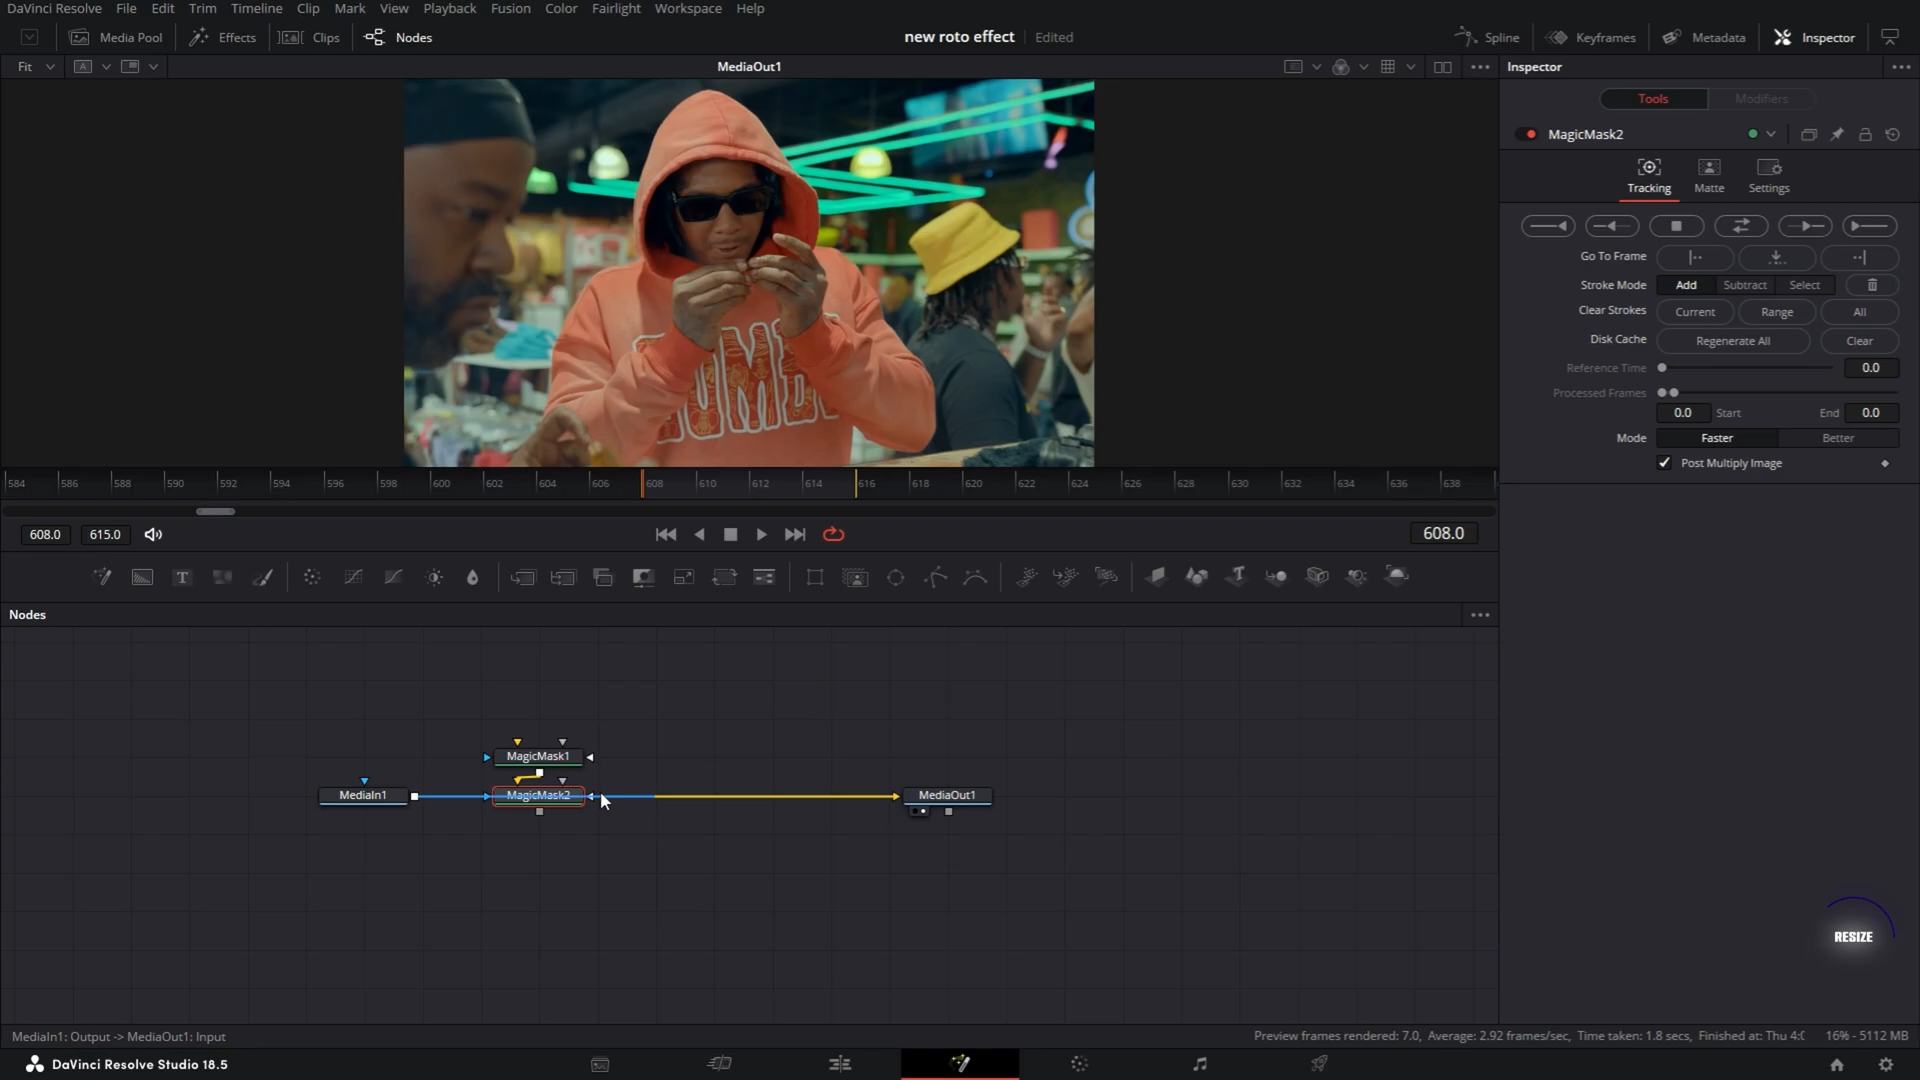 DaVinci Resolve File Edit Trim Timeline Clip Mark View Playback Fusion Color Fairlight Workspace Help
Media Pool Effects Clips Nodes new roto effect Edited Spline Keyframes Metadata Inspector
Fit A MediaOut1 Inspector
Tools Modifiers
MagicMask2
Tracking Matte Settings
Go To Frame
Stroke Mode Add Subtract Select
Clear Strokes Current Range All
Disk Cache Regenerate All Clear
Reference Time 0.0
Processed Frames
0.0 Start End 0.0
Mode Faster Better
Post Multiply Image
584 586 588 590 592 594 596 598 600 602 604 606 608 610 612 614 616 618 620 622 624 626 628 630 632 634 636 638
608.0 615.0 608.0
T
Nodes
MagicMask1
MediaIn1 MagicMask2 MediaOut1
RESIZE
MediaIn1: Output -> MediaOut1: Input
Preview frames rendered: 7.0, Average: 2.92 frames/sec, Time taken: 1.8 secs, Finished at: Thu 4:0 16% - 5112 MB
DaVinci Resolve Studio 18.5